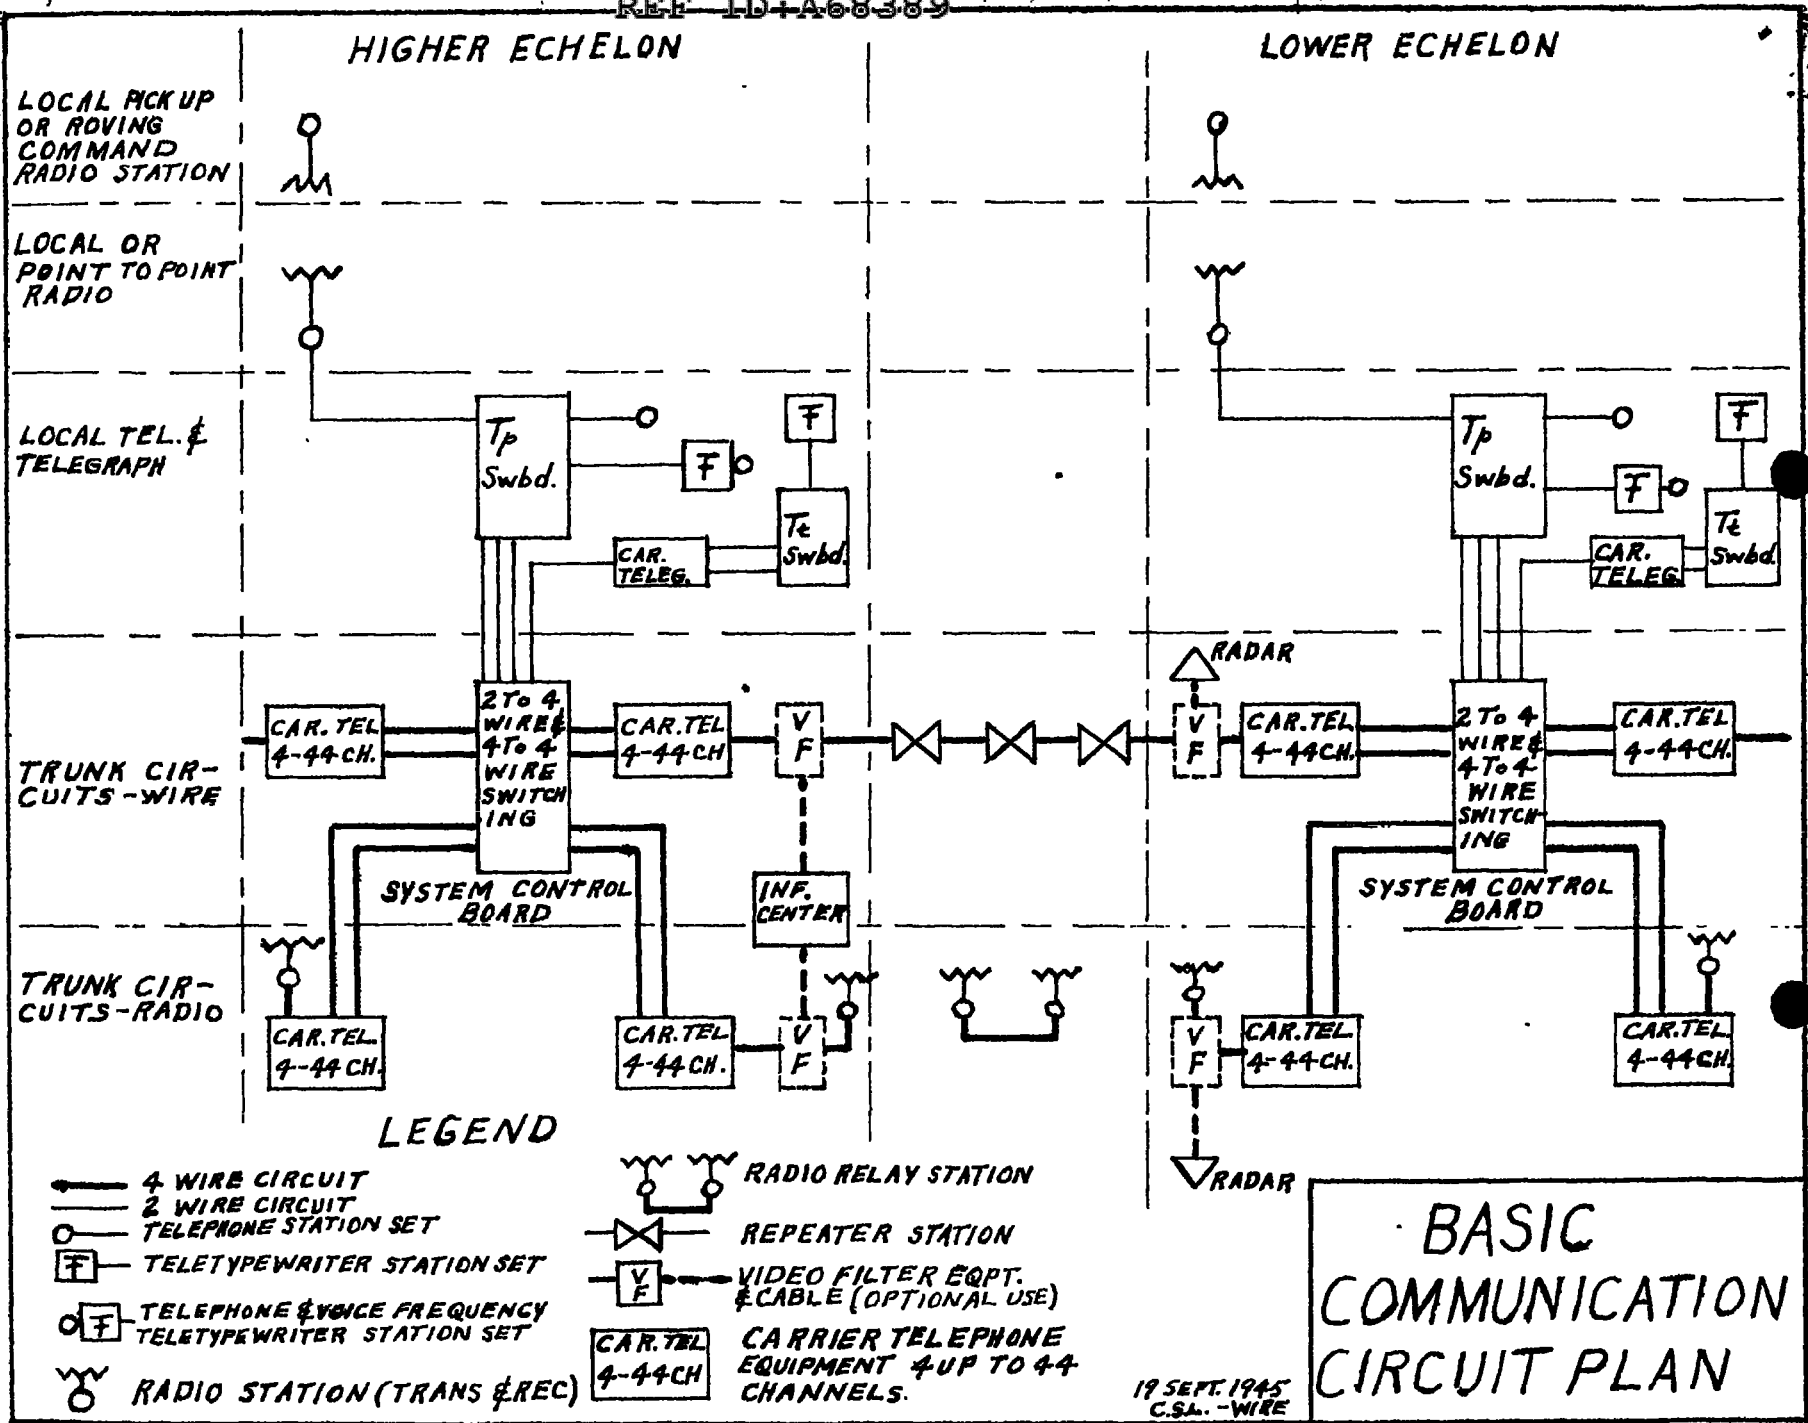 REF ID:A68389
HIGHER ECHELON
LOWER ECHELON
LOCAL PICK UP
OR ROVING
COMMAND
RADIO STATION
LOCAL OR
POINT TO POINT
RADIO
LOCAL TEL. &
TELEGRAPH
Tp
Swbd.
F
F
Tt
Swbd.
CAR.
TELEG.
Tp
Swbd.
F
F
Tt
Swbd.
CAR.
TELEG.
TRUNK CIR-
CUITS-WIRE
CAR. TEL
4-44 CH.
2 TO 4
WIRE &
4 TO 4
WIRE
SWITCH
ING
CAR. TEL
4-44 CH
V
F
RADAR
V
F
CAR. TEL
4-44 CH.
2 TO 4
WIRE &
4 TO 4
WIRE
SWITCH-
ING
CAR. TEL
4-44 CH.
SYSTEM CONTROL
BOARD
INF.
CENTER
SYSTEM CONTROL
BOARD
TRUNK CIR-
CUITS-RADIO
CAR. TEL.
4-44 CH.
CAR. TEL.
4-44 CH.
V
F
V
F
CAR. TEL.
4-44 CH.
CAR. TEL.
4-44 CH.
RADAR
LEGEND
4 WIRE CIRCUIT
2 WIRE CIRCUIT
TELEPHONE STATION SET
F
TELETYPEWRITER STATION SET
F
TELEPHONE & VOICE FREQUENCY
TELETYPEWRITER STATION SET
RADIO STATION (TRANS & REC)
RADIO RELAY STATION
REPEATER STATION
V
F
VIDEO FILTER EQPT.
& CABLE (OPTIONAL USE)
CAR. TEL
4-44 CH
CARRIER TELEPHONE
EQUIPMENT 4 UP TO 44
CHANNELS.
19 SEPT. 1945
C.S.L. - WIRE
BASIC
COMMUNICATION
CIRCUIT PLAN